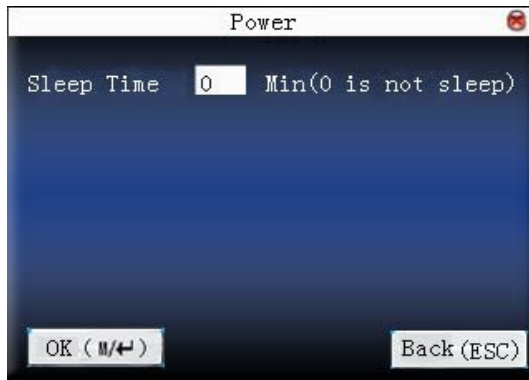 Power
Sleep Time 0 Min(0 is not sleep)
OK (M/↵) Back(ESC)